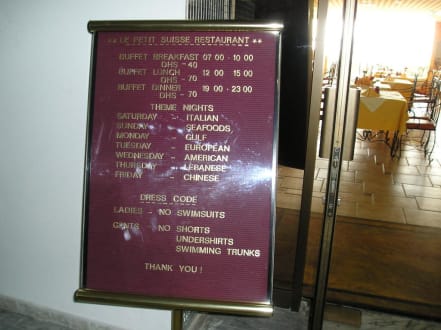 ** LE PETIT SUISSE RESTAURANT **
BUFFET BREAKFAST 07:00 - 10:00
DHS - 40
BUFFET LUNCH 12:00 15:00
DHS - 70
BUFFET DINNER 19:00 - 23:00
DHS - 70
THEME NIGHTS
SATURDAY - ITALIAN
SUNDAY - SEAFOODS
MONDAY - GULF
TUESDAY - EUROPEAN
WEDNESDAY - AMERICAN
THURSDAY - LEBANESE
FRIDAY - CHINESE
DRESS CODE
LADIES - NO SWIMSUITS
GENTS - NO SHORTS
UNDERSHIRTS
SWIMMING TRUNKS
THANK YOU !